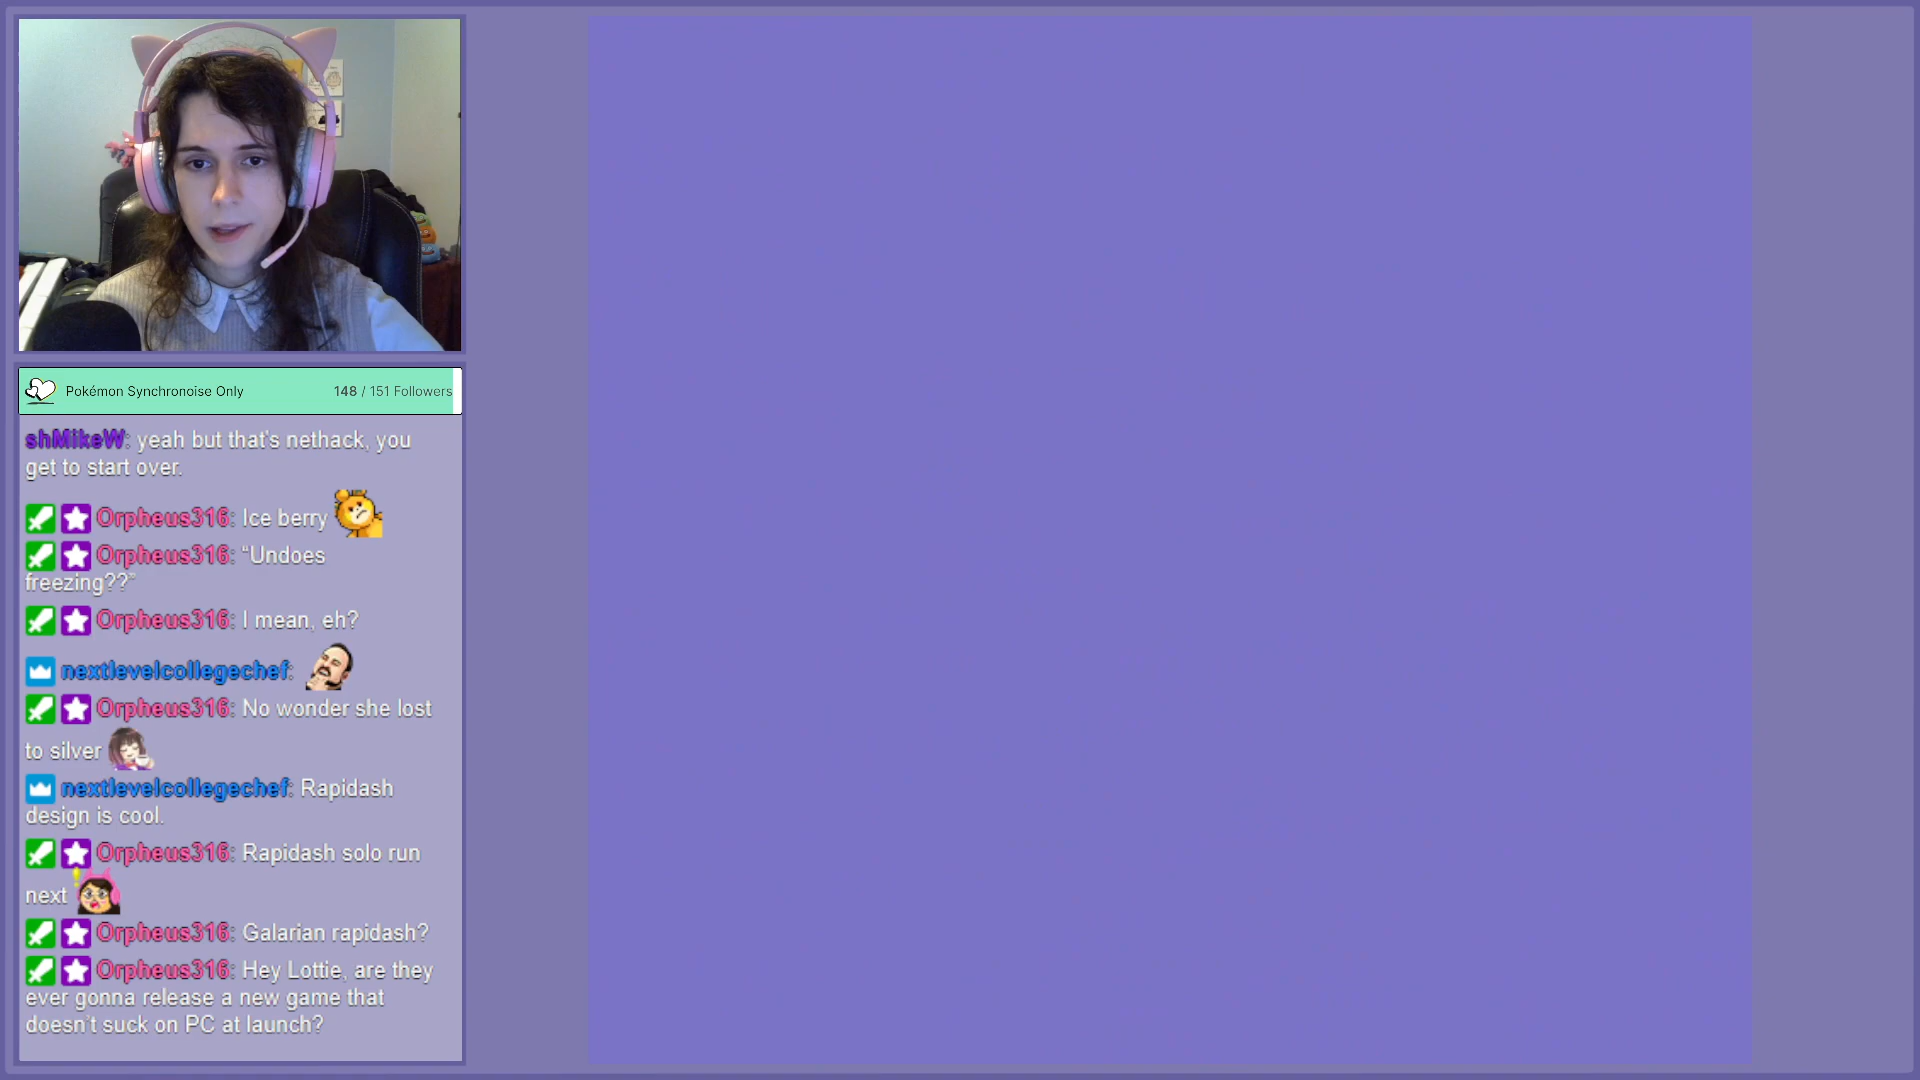 Pokémon Synchronoise Only 148 / 151 Followers
shMikeW: yeah but that's nethack, you
get to start over.
Orpheus316: Ice berry
Orpheus316: “Undoes
freezing??”
Orpheus316: I mean, eh?
nextlevelcollegechef:
Orpheus316: No wonder she lost
to silver
nextlevelcollegechef: Rapidash
design is cool.
Orpheus316: Rapidash solo run
next
Orpheus316: Galarian rapidash?
Orpheus316: Hey Lottie, are they
ever gonna release a new game that
doesn't suck on PC at launch?